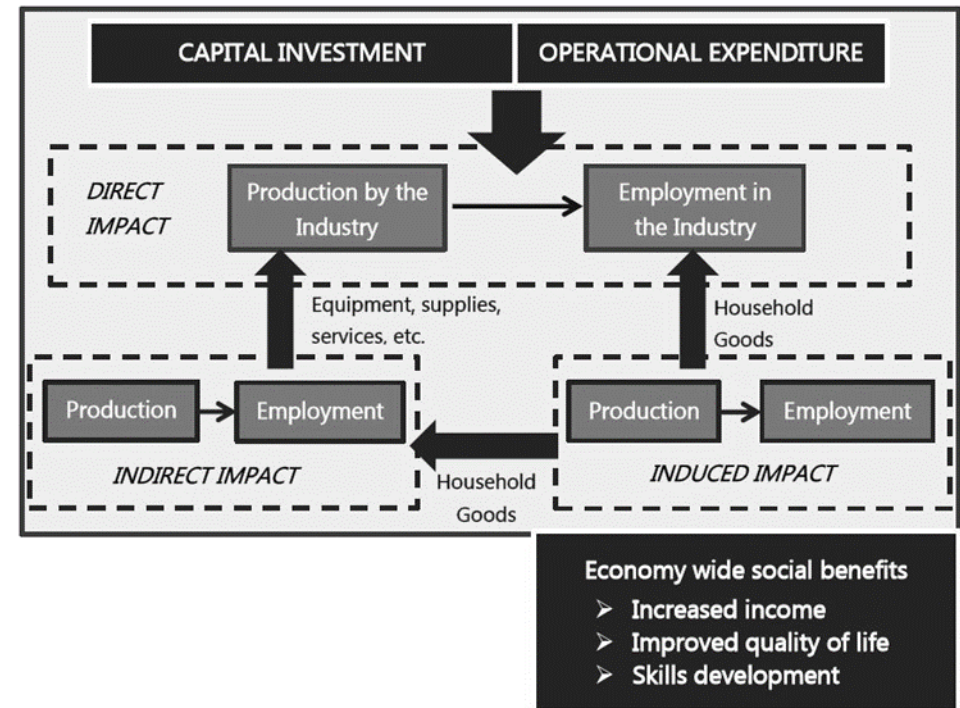 CAPITAL INVESTMENT
OPERATIONAL EXPENDITURE
DIRECT
IMPACT
Production by the
Industry
Employment in
the Industry
Equipment, supplies,
services, etc.
Household
Goods
Production
Employment
INDIRECT IMPACT
Household
Goods
Production
Employment
INDUCED IMPACT
Economy wide social benefits
➢ Increased income
➢ Improved quality of life
➢ Skills development